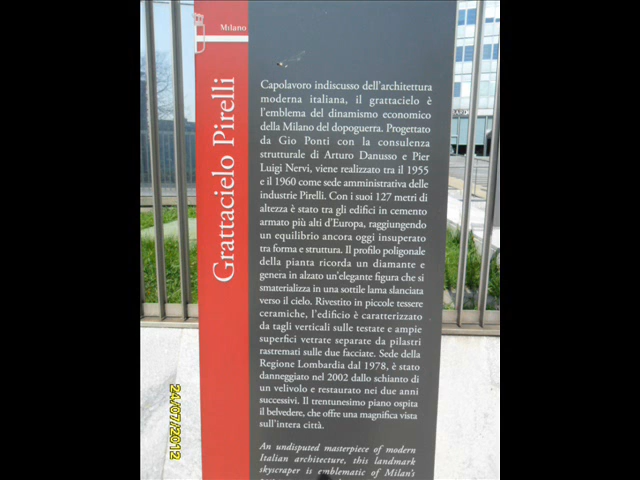 Milano
Grattacielo Pirelli
Capolavoro indiscusso dell'architettura
moderna italiana, il grattacielo è
l'emblema del dinamismo economico
della Milano del dopoguerra. Progettato
da Gio Ponti con la consulenza
strutturale di Arturo Danusso e Pier
Luigi Nervi, viene realizzato tra il 1955
e il 1960 come sede amministrativa delle
industrie Pirelli. Con i suoi 127 metri di
altezza è stato tra gli edifici in cemento
armato più alti d'Europa, raggiungendo
un equilibrio ancora oggi insuperato
tra forma e struttura. Il profilo poligonale
della pianta ricorda un diamante e
genera in alzato un'elegante figura che si
smaterializza in una sottile lama slanciata
verso il cielo. Rivestito in piccole tessere
ceramiche, l'edificio è caratterizzato
da tagli verticali sulle testate e ampie
superfici vetrate separate da pilastri
rastremati sulle due facciate. Sede della
Regione Lombardia dal 1978, è stato
danneggiato nel 2002 dallo schianto di
un velivolo e restaurato nei due anni
successivi. Il trentunesimo piano ospita
il belvedere, che offre una magnifica vista
sull'intera città.
An undisputed masterpiece of modern
Italian architecture, this landmark
skyscraper is emblematic of Milan's
24/07/2012